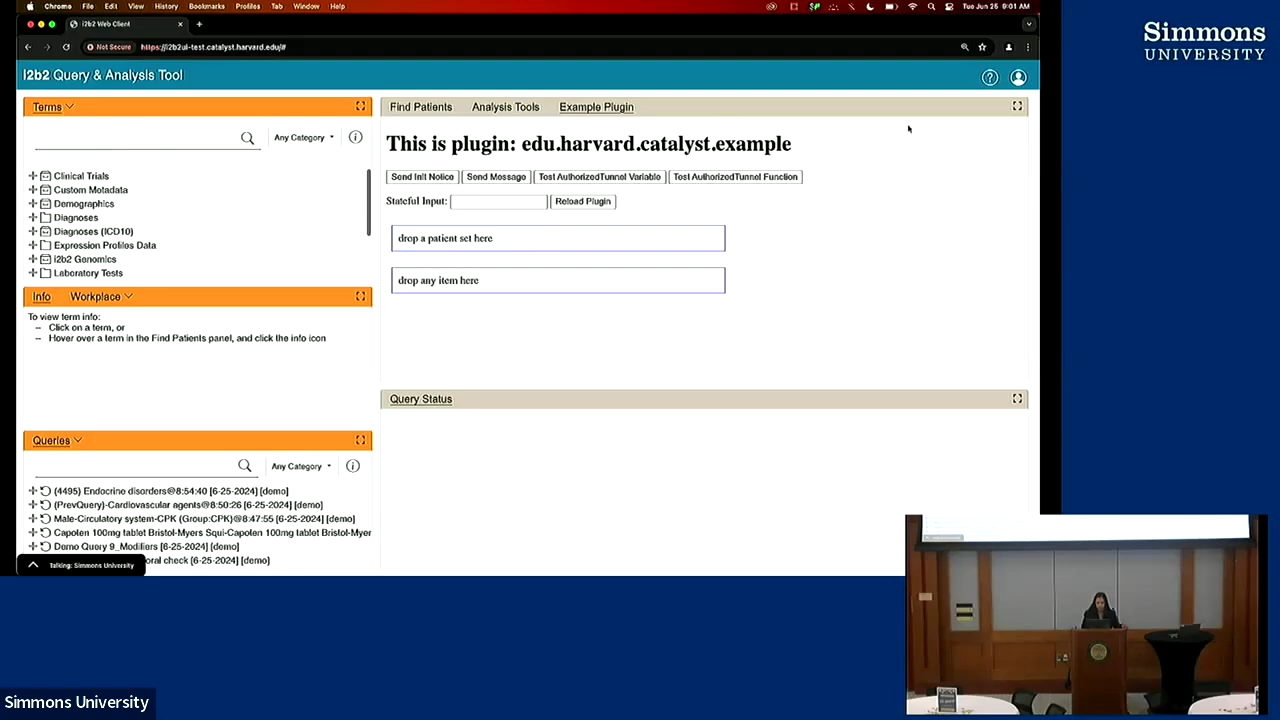 Chrome File Edit View History Bookmarks Profiles Tab Window Help
Tue Jun 25 9:01 AM
i2b2 Web Client
Not Secure https://i2b2ui-test.catalyst.harvard.edu/#
i2b2 Query & Analysis Tool
Terms
Any Category
Clinical Trials
Custom Metadata
Demographics
Diagnoses
Diagnoses (ICD10)
Expression Profiles Data
i2b2 Genomics
Laboratory Tests
Info Workplace
To view term info:
– Click on a term, or
– Hover over a term in the Find Patients panel, and click the info icon
Queries
Any Category
(4495) Endocrine disorders@8:54:40 [6-25-2024] [demo]
(PrevQuery)-Cardiovascular agents@8:50:26 [6-25-2024] [demo]
Male-Circulatory system-CPK (Group:CPK)@8:47:55 [6-25-2024] [demo]
Capoten 100mg tablet Bristol-Myers Squi-Capoten 100mg tablet Bristol-Myer
Demo Query 9_Modifiers [6-25-2024] [demo]
oral check [6-25-2024] [demo]
Talking: Simmons University
Find Patients Analysis Tools Example Plugin
This is plugin: edu.harvard.catalyst.example
Send Init Notice Send Message Test AuthorizedTunnel Variable Test AuthorizedTunnel Function
Stateful Input: Reload Plugin
drop a patient set here
drop any item here
Query Status
Simmons
UNIVERSITY
Simmons University